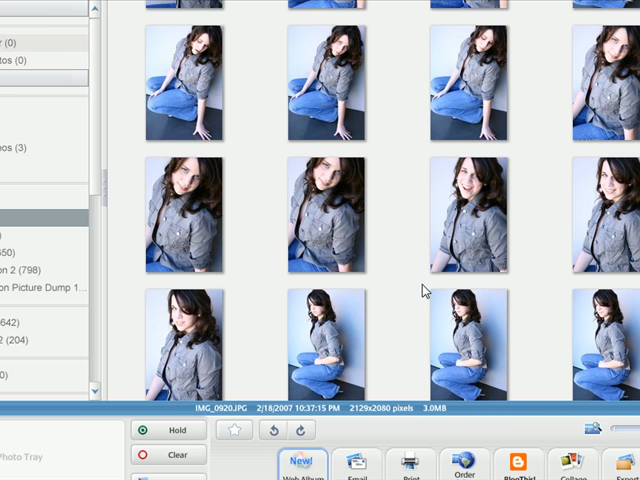 r (0)
tos (0)
eos (3)
)
650)
on 2 (798)
on Picture Dump 1...
642)
2 (204)
0)
IMG_0920.JPG 2/18/2007 10:37:15 PM 2129x2080 pixels 3.0MB
Hold
Clear
Photo Tray
New!
Web Album
Email
Print
Order
BlogThis!
Collage
Export